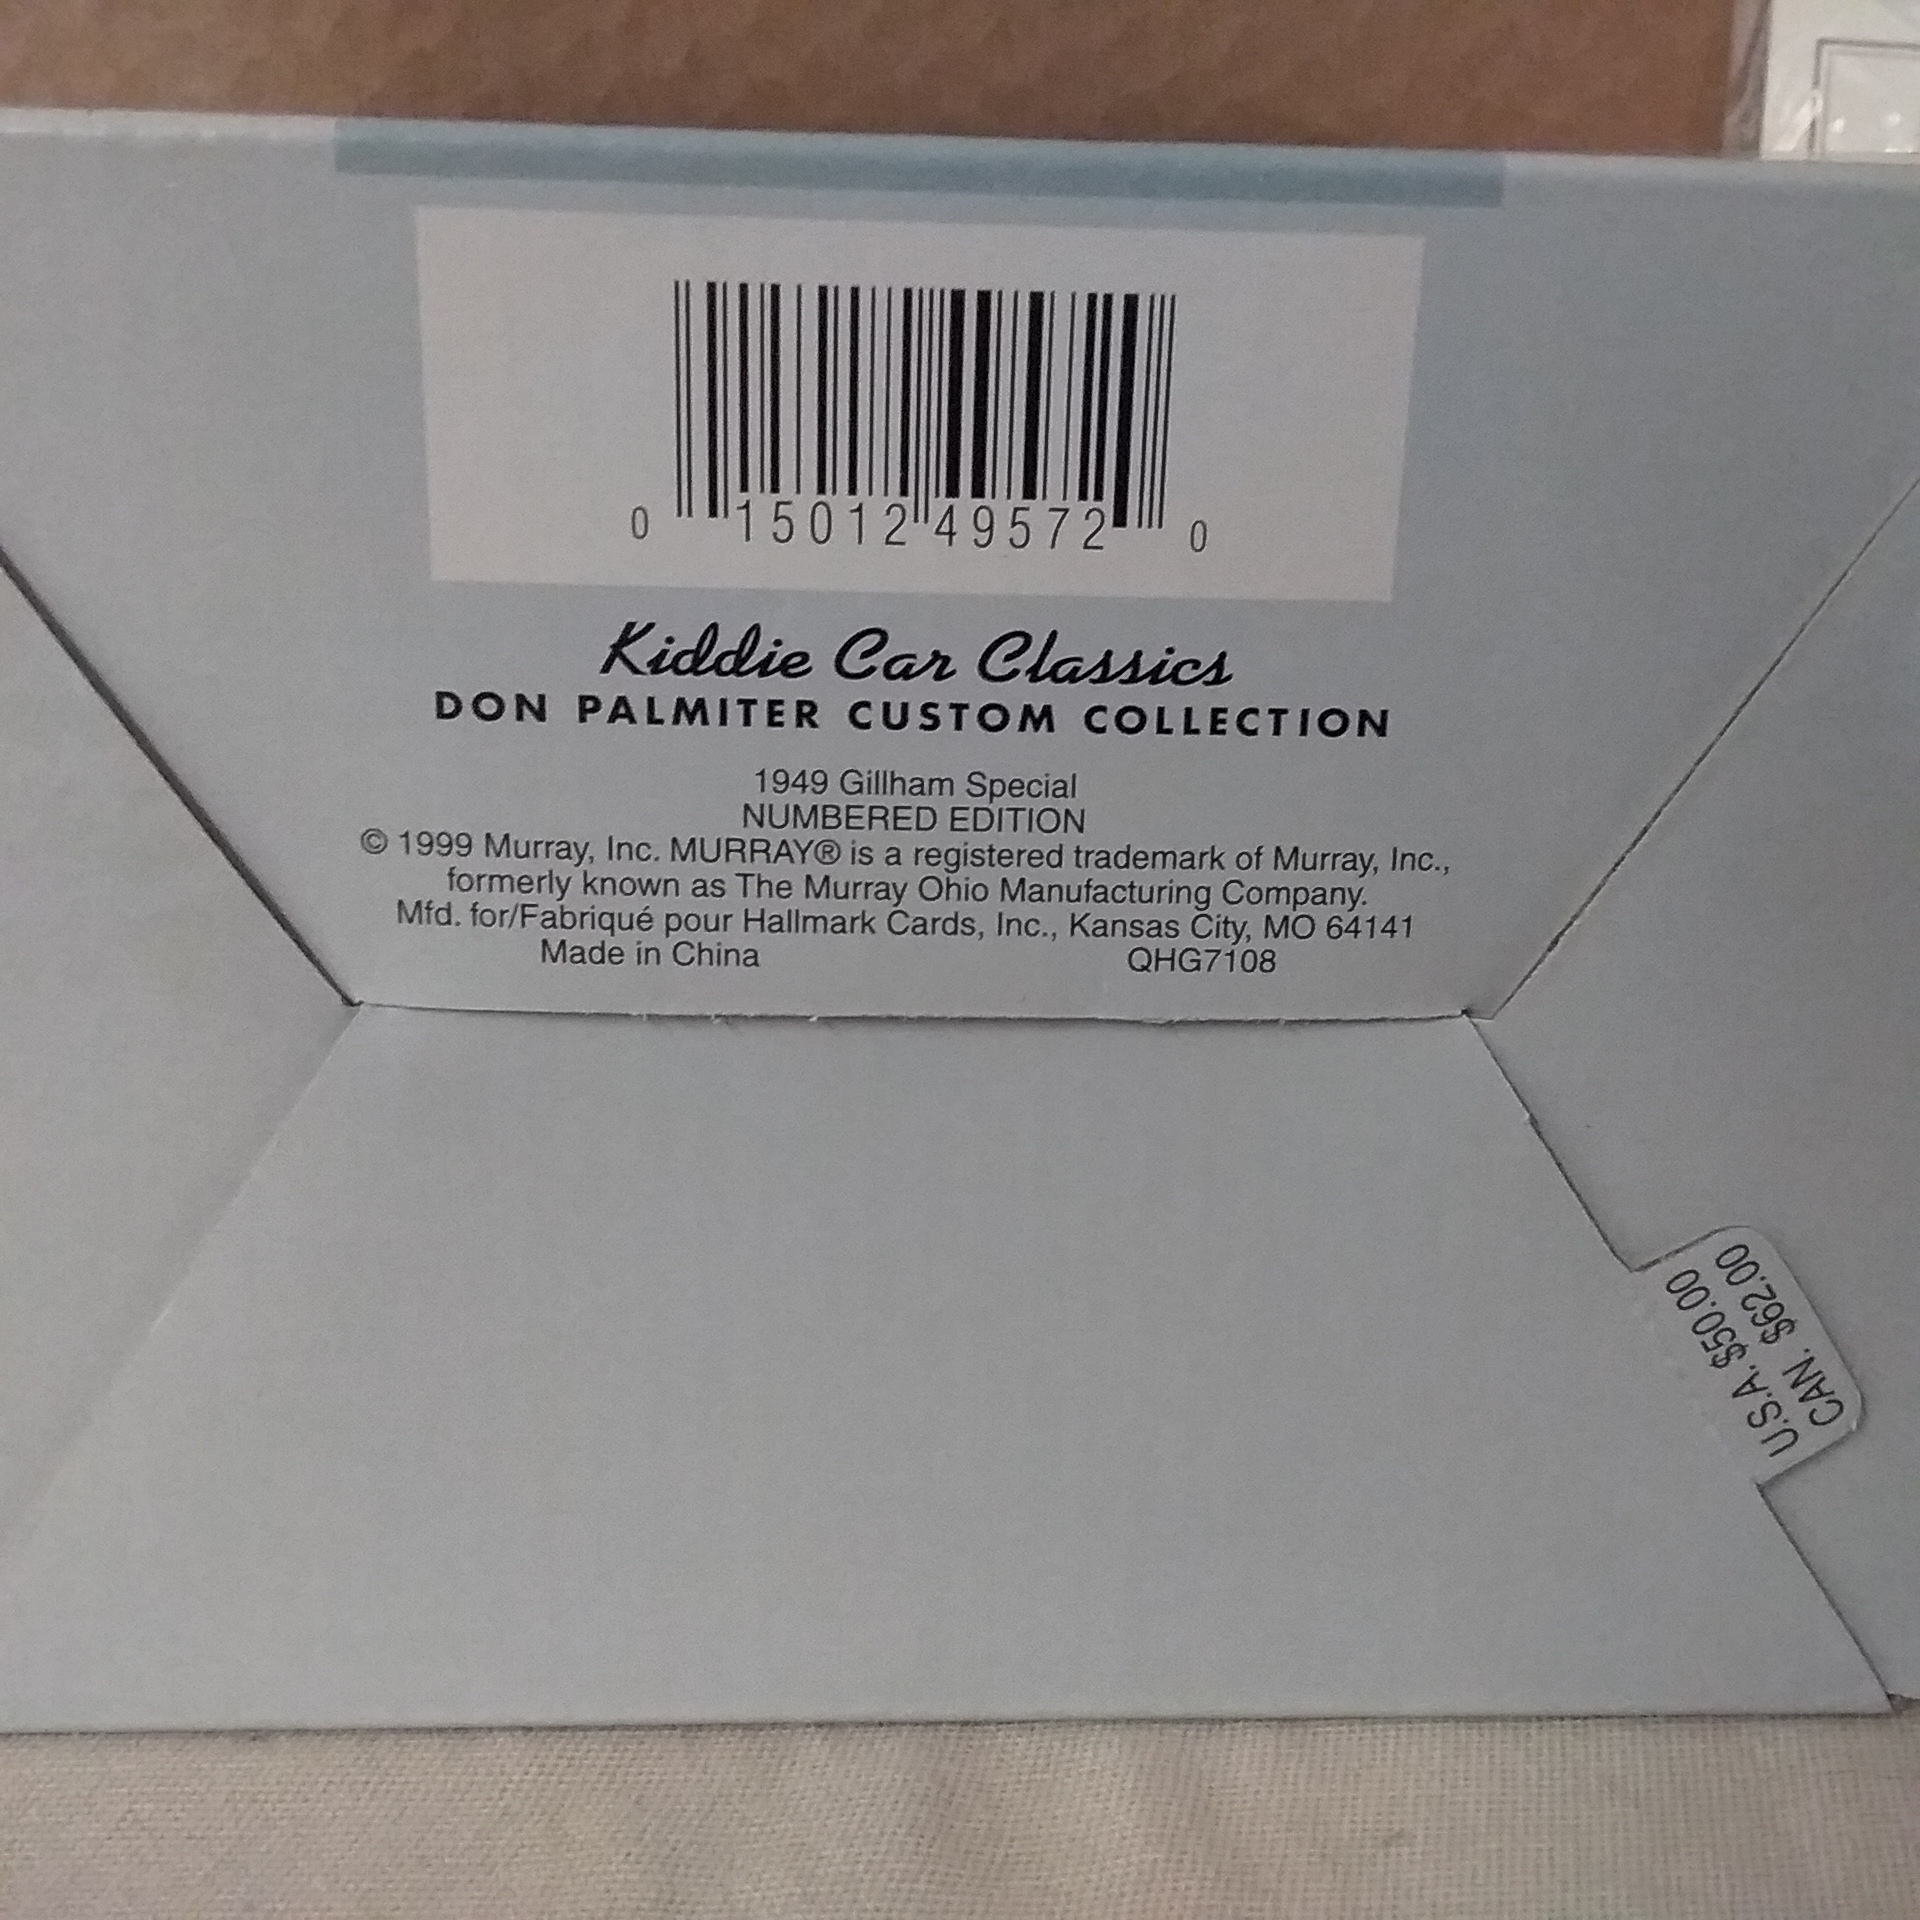 0 15012 49572 0
Kiddie Car Classics
DON PALMITER CUSTOM COLLECTION
1949 Gillham Special
NUMBERED EDITION
© 1999 Murray, Inc. MURRAY® is a registered trademark of Murray, Inc.,
formerly known as The Murray Ohio Manufacturing Company.
Mfd. for/Fabriqué pour Hallmark Cards, Inc., Kansas City, MO 64141
Made in China QHG7108
U.S.A. $50.00
CAN. $62.00